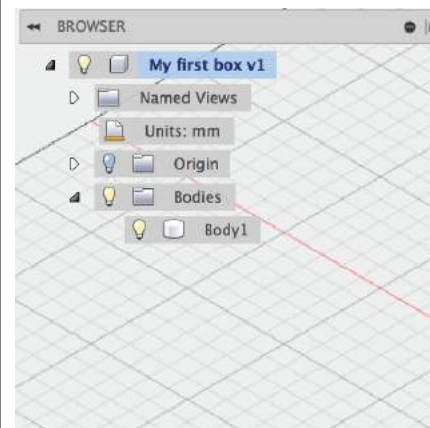 BROWSER
My first box v1
Named Views
Units: mm
Origin
Bodies
Body1